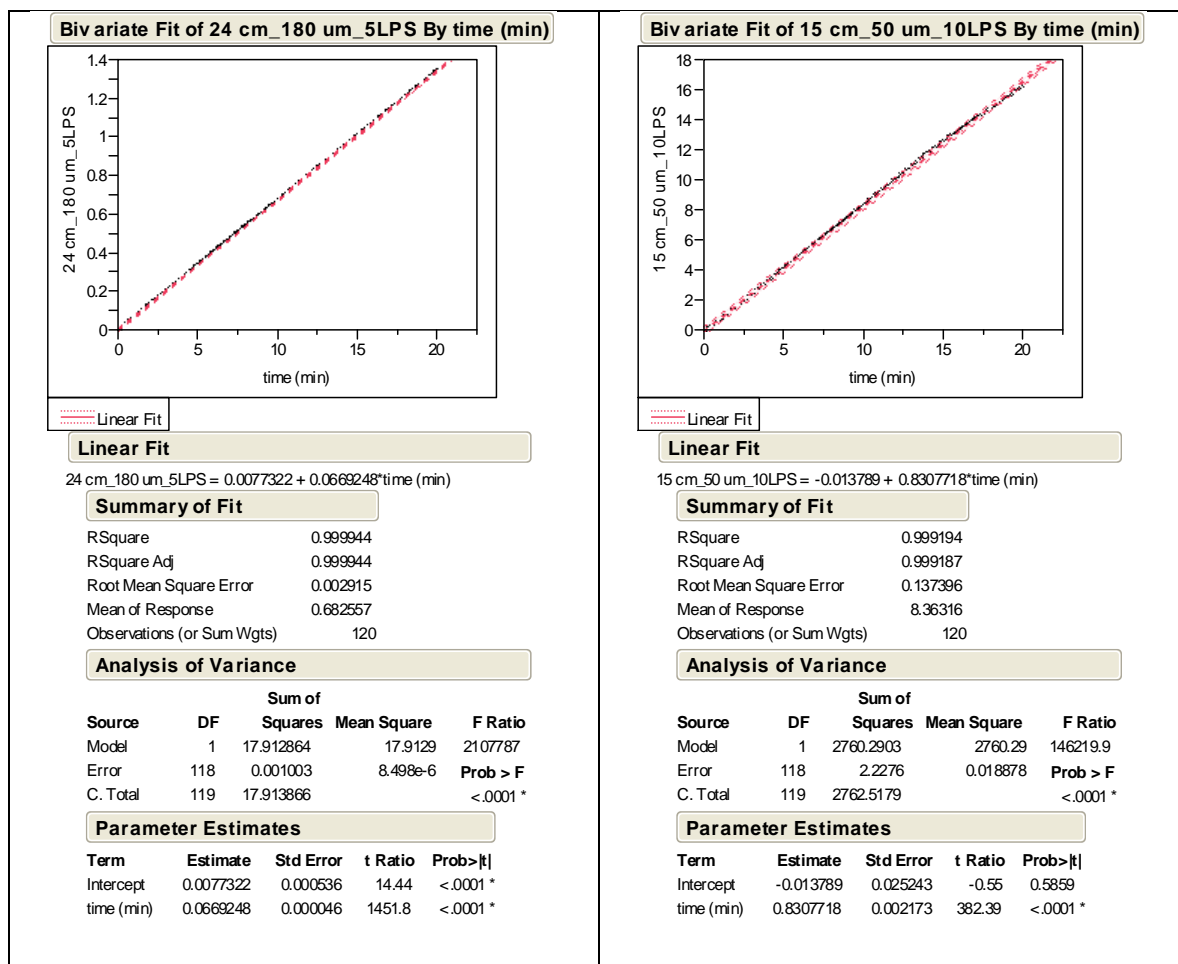 Bivariate Fit of 24 cm_180 um_5LPS By time (min)
24 cm_180 um_5LPS
1.4
1.2
1
0.8
0.6
0.4
0.2
0
0 5 10 15 20
time (min)
Linear Fit
Linear Fit
24 cm_180 um_5LPS = 0.0077322 + 0.0669248*time (min)
Summary of Fit
RSquare 0.999944
RSquare Adj 0.999944
Root Mean Square Error 0.002915
Mean of Response 0.682557
Observations (or Sum Wgts) 120
Analysis of Variance
Sum of
Source DF Squares Mean Square F Ratio
Model 1 17.912864 17.9129 2107787
Error 118 0.001003 8.498e-6 Prob > F
C. Total 119 17.913866 <.0001 *
Parameter Estimates
Term Estimate Std Error t Ratio Prob>|t|
Intercept 0.0077322 0.000536 14.44 <.0001 *
time (min) 0.0669248 0.000046 1451.8 <.0001 *
Bivariate Fit of 15 cm_50 um_10LPS By time (min)
15 cm_50 um_10LPS
18
16
14
12
10
8
6
4
2
0
0 5 10 15 20
time (min)
Linear Fit
Linear Fit
15 cm_50 um_10LPS = -0.013789 + 0.8307718*time (min)
Summary of Fit
RSquare 0.999194
RSquare Adj 0.999187
Root Mean Square Error 0.137396
Mean of Response 8.36316
Observations (or Sum Wgts) 120
Analysis of Variance
Sum of
Source DF Squares Mean Square F Ratio
Model 1 2760.2903 2760.29 146219.9
Error 118 2.2276 0.018878 Prob > F
C. Total 119 2762.5179 <.0001 *
Parameter Estimates
Term Estimate Std Error t Ratio Prob>|t|
Intercept -0.013789 0.025243 -0.55 0.5859
time (min) 0.8307718 0.002173 382.39 <.0001 *